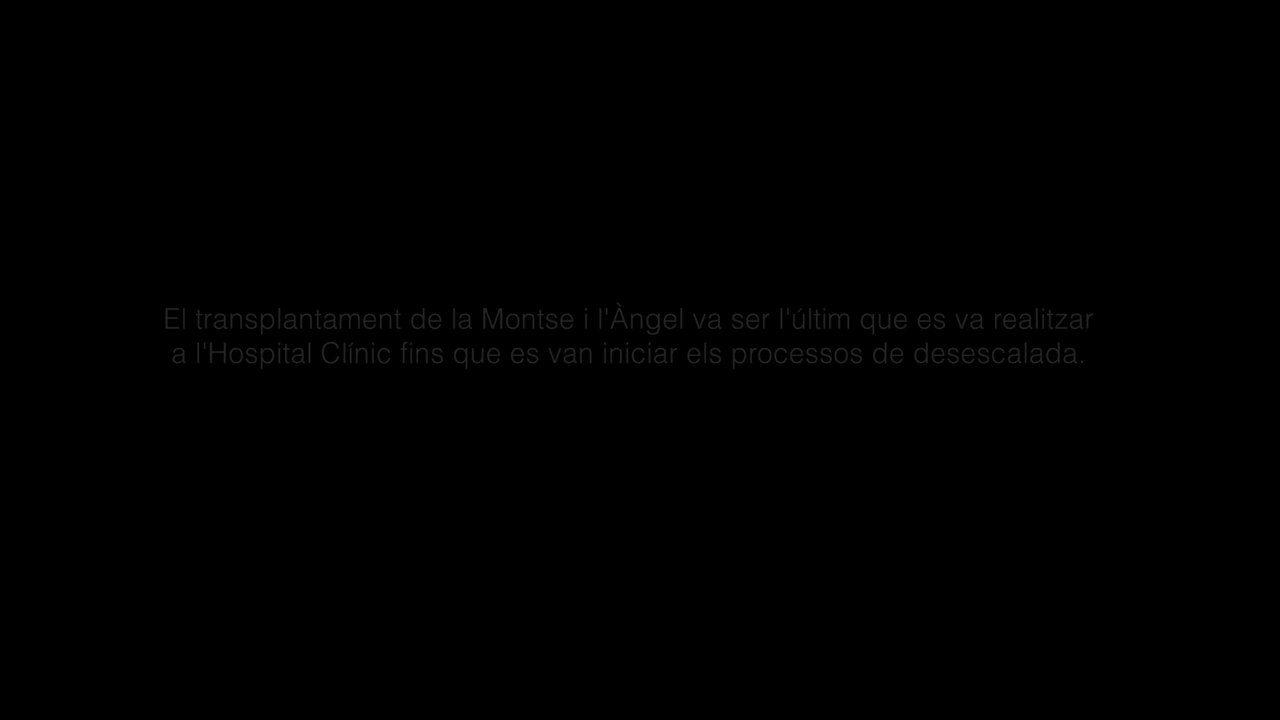 El transplantament de la Montse i l'Àngel va ser l'últim que es va realitzar
a l'Hospital Clínic fins que es van iniciar els processos de desescalada.